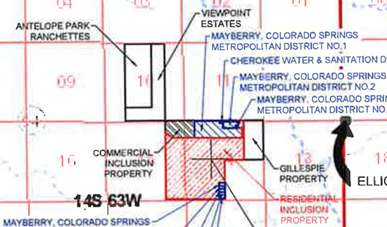 VIEWPOINT
ESTATES
ANTELOPE PARK
RANCHETTES
MAYBERRY, COLORADO SPRINGS
METROPOLITAN DISTRICT NO.1
CHEROKEE WATER & SANITATION D
MAYBERRY, COLORADO SPRI
METROPOLITAN DISTRICT NO.2
MAYBERRY, COLORADO SPRIN
METROPOLITAN DISTRICT NO.
09
10
11
COMMERCIAL
INCLUSION
PROPERTY
16
GILLESPIE
PROPERTY
13
ELLIC
14S 63W
RESIDENTIAL
INCLUSION
PROPERTY
MAYBERRY, COLORADO SPRINGS